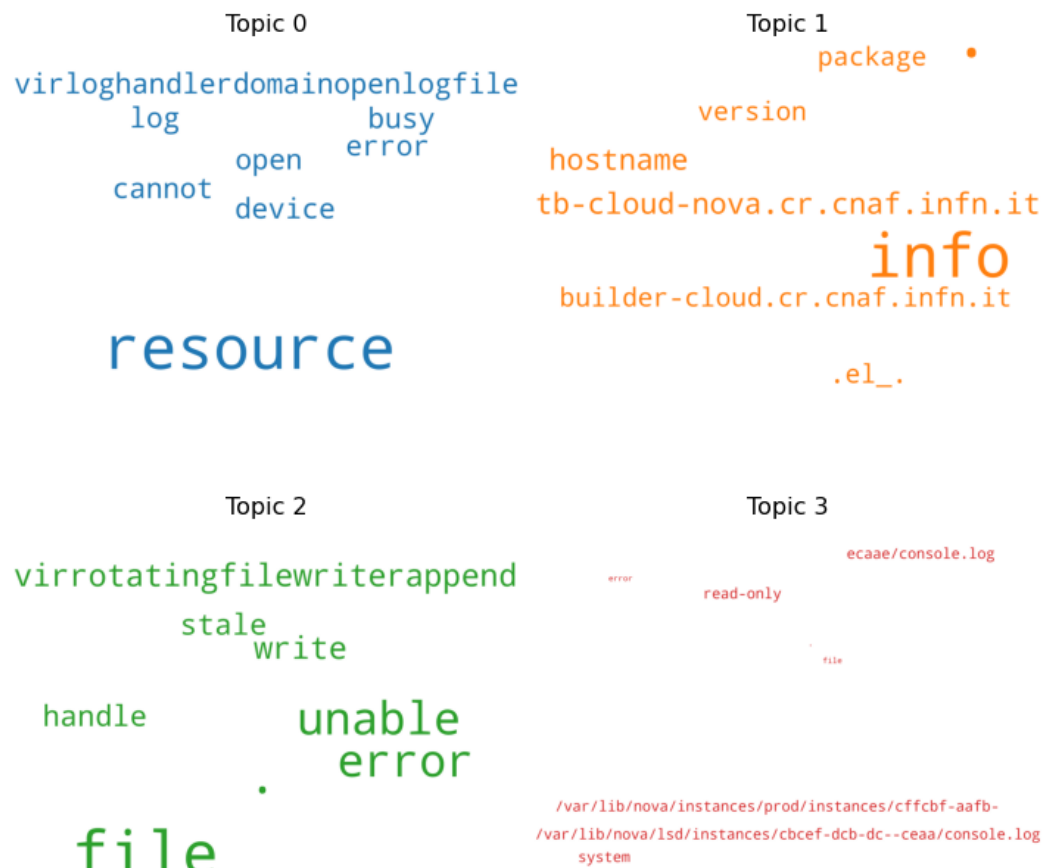 Topic 0
virloghandlerdomainopenlogfile
log
busy
error
open
cannot
device
resource
Topic 1
package .
version
hostname
tb-cloud-nova.cr.cnaf.infn.it
info
builder-cloud.cr.cnaf.infn.it
.el_.
Topic 2
virrotatingfilewriterappend
stale
write
handle
unable
error
.
file
Topic 3
ecaae/console.log
error
read-only
.
file
/var/lib/nova/instances/prod/instances/cffcbf-aafb-
/var/lib/nova/lsd/instances/cbcef-dcb-dc--ceaa/console.log
system